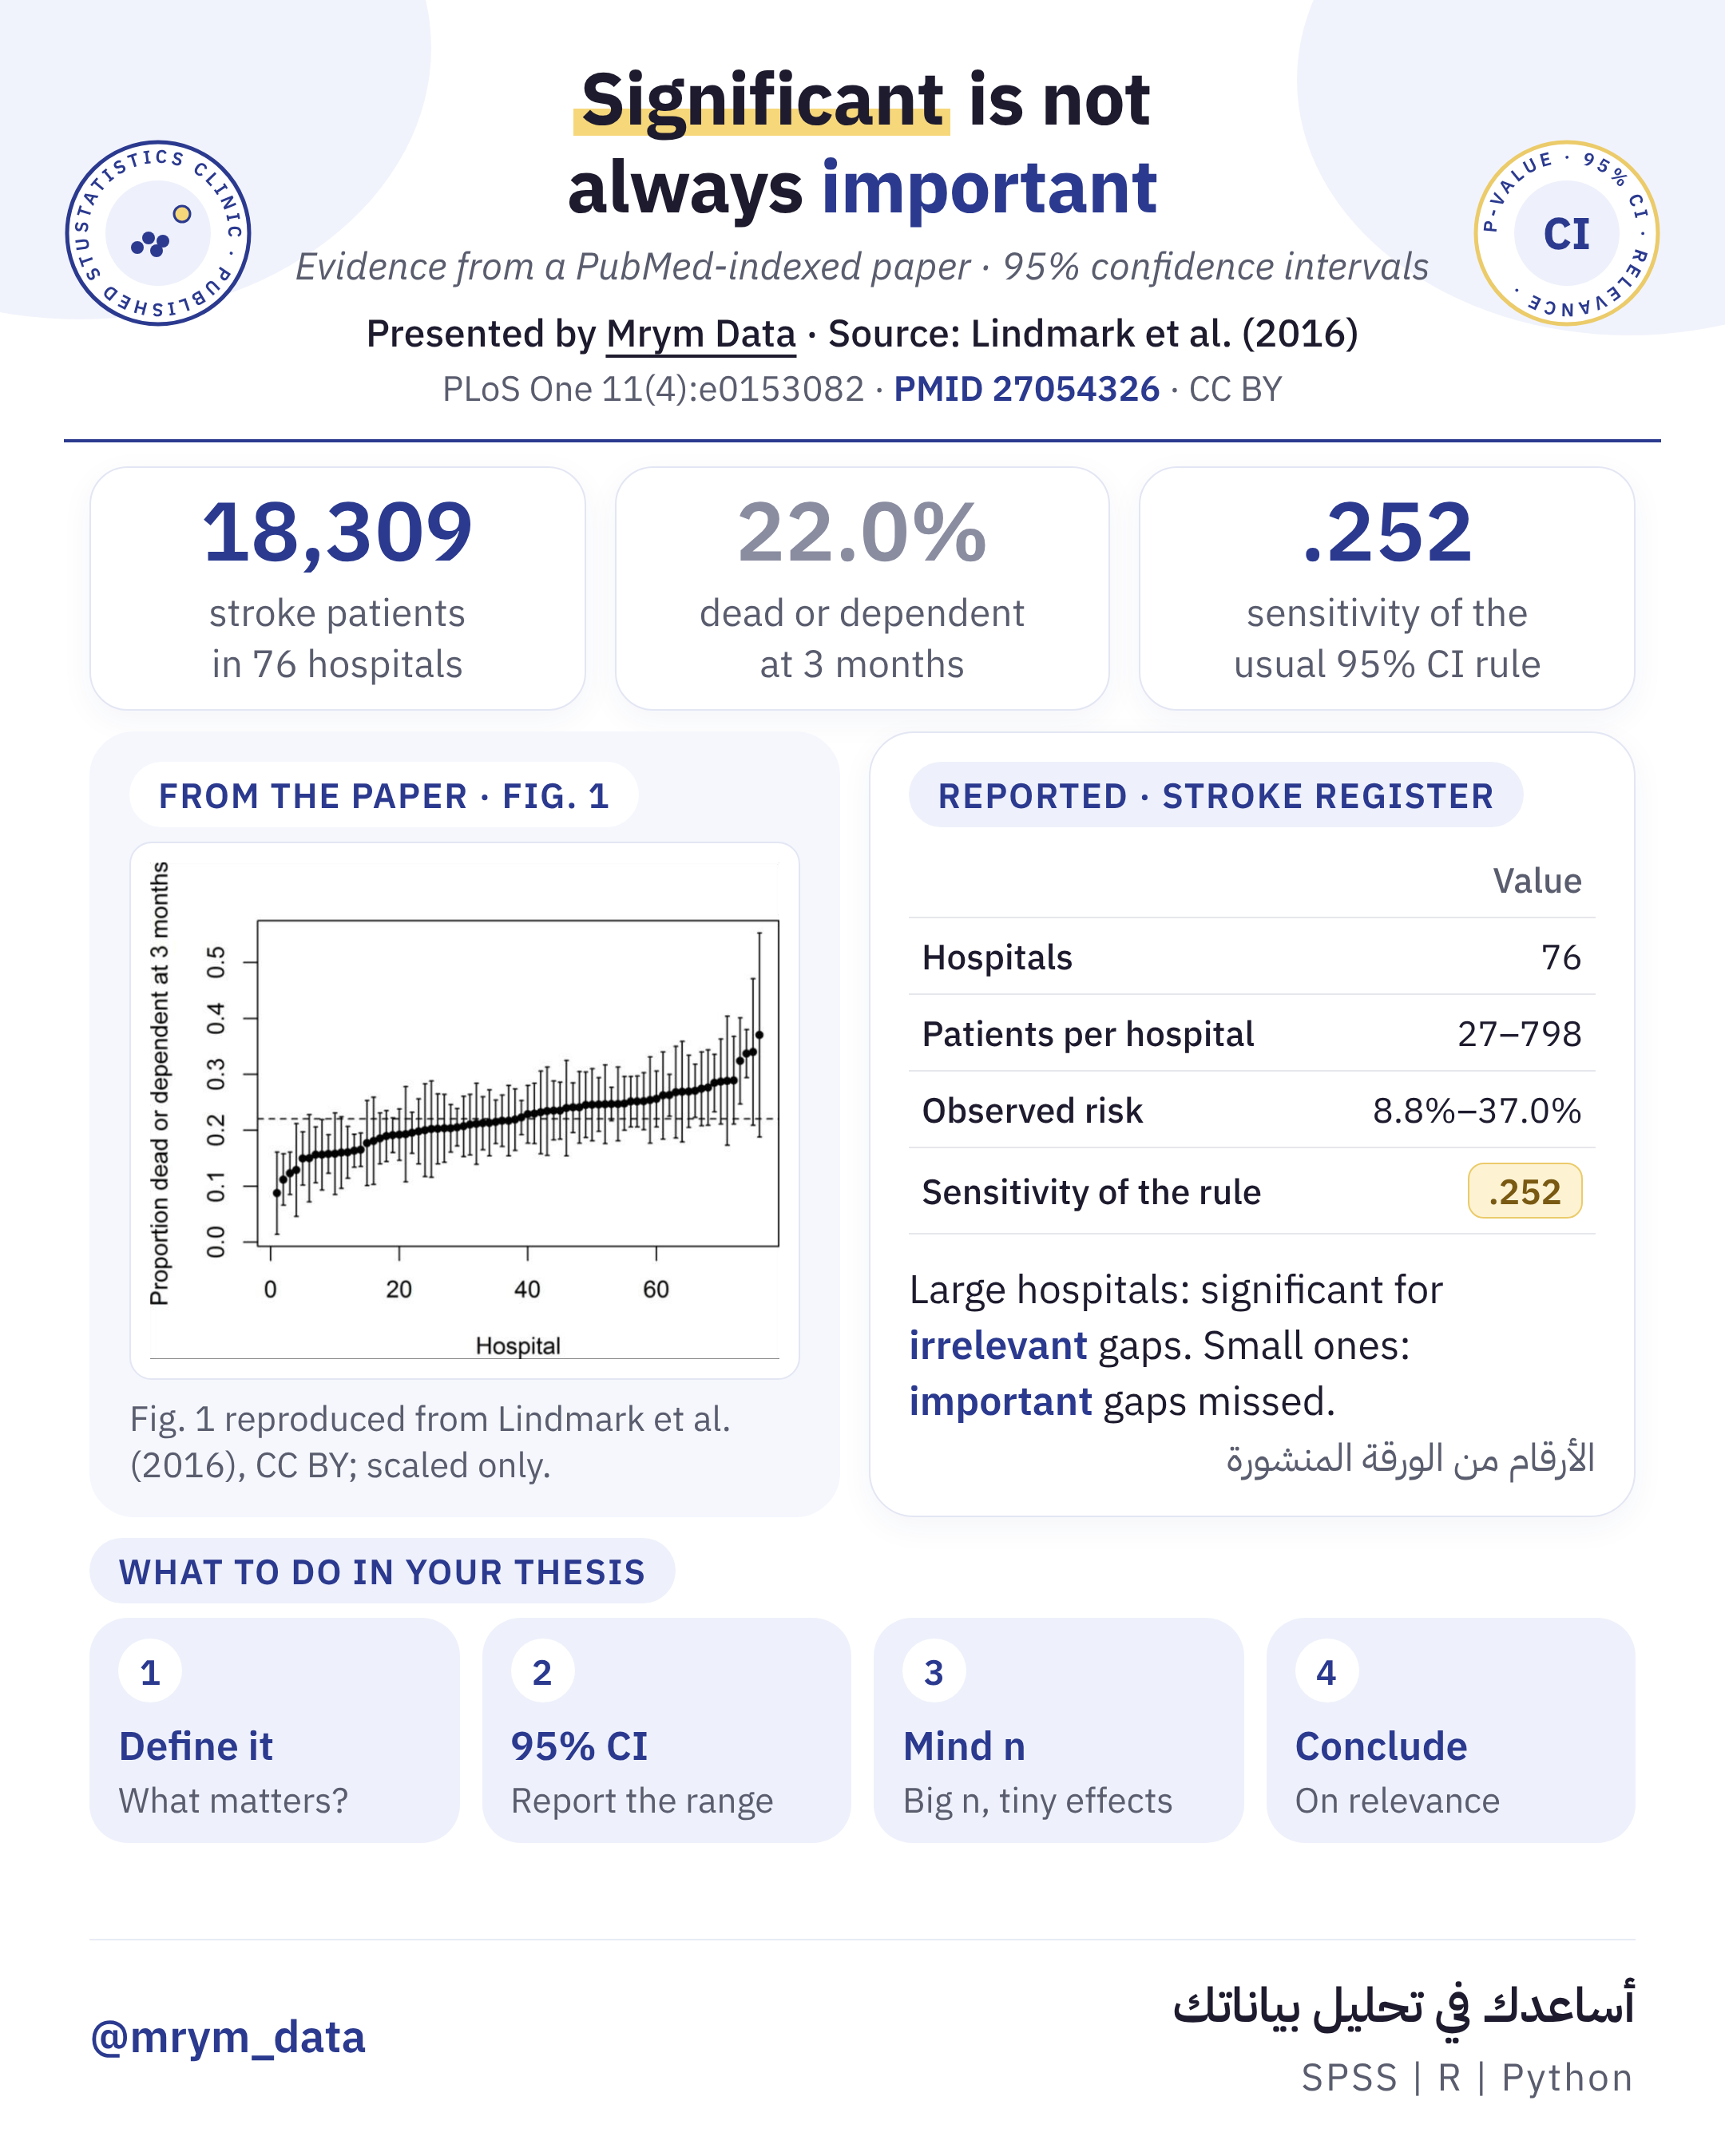 Significant is not
always important
Evidence from a PubMed-indexed paper · 95% confidence intervals
Presented by Mrym Data · Source: Lindmark et al. (2016)
PLoS One 11(4):e0153082 · PMID 27054326 · CC BY
STATISTICS CLINIC · PUBLISHED STU
P-VALUE · 95% CI · RELEVANCE ·
CI
18,309
stroke patients
in 76 hospitals
22.0%
dead or dependent
at 3 months
.252
sensitivity of the
usual 95% CI rule
FROM THE PAPER · FIG. 1
Proportion dead or dependent at 3 months
0.5
0.4
0.3
0.2
0.1
0.0
0 20 40 60
Hospital
Fig. 1 reproduced from Lindmark et al.
(2016), CC BY; scaled only.
REPORTED · STROKE REGISTER
Value
Hospitals 76
Patients per hospital 27–798
Observed risk 8.8%–37.0%
Sensitivity of the rule .252
Large hospitals: significant for
irrelevant gaps. Small ones:
important gaps missed.
الأرقام من الورقة المنشورة
WHAT TO DO IN YOUR THESIS
1
Define it
What matters?
2
95% CI
Report the range
3
Mind n
Big n, tiny effects
4
Conclude
On relevance
@mrym_data
أساعدك في تحليل بياناتك
SPSS | R | Python